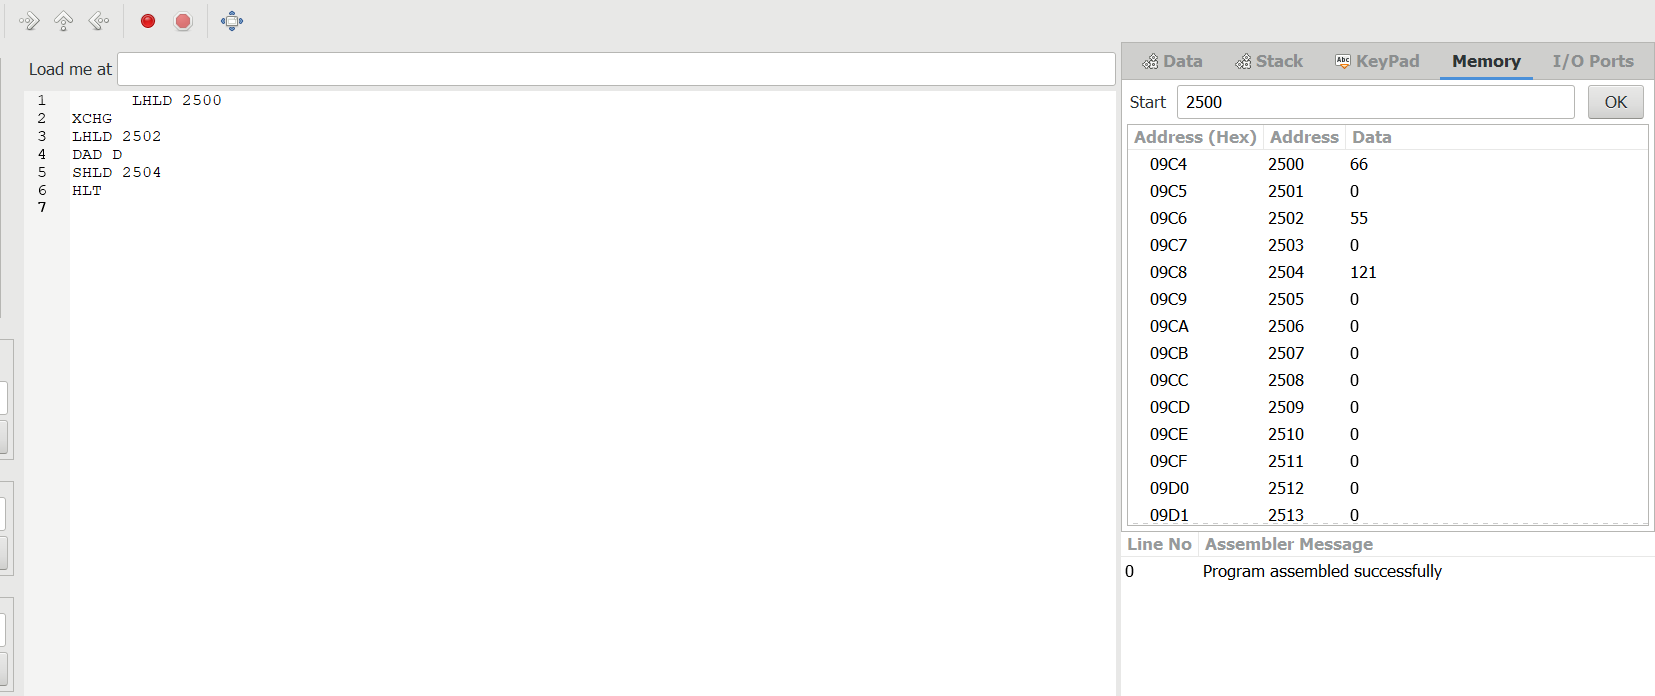 Load me at
1 LHLD 2500
2 XCHG
3 LHLD 2502
4 DAD D
5 SHLD 2504
6 HLT
7
Data Stack Abc KeyPad Memory I/O Ports
Start 2500 OK
Address (Hex) Address Data
09C4 2500 66
09C5 2501 0
09C6 2502 55
09C7 2503 0
09C8 2504 121
09C9 2505 0
09CA 2506 0
09CB 2507 0
09CC 2508 0
09CD 2509 0
09CE 2510 0
09CF 2511 0
09D0 2512 0
09D1 2513 0
Line No Assembler Message
0 Program assembled successfully